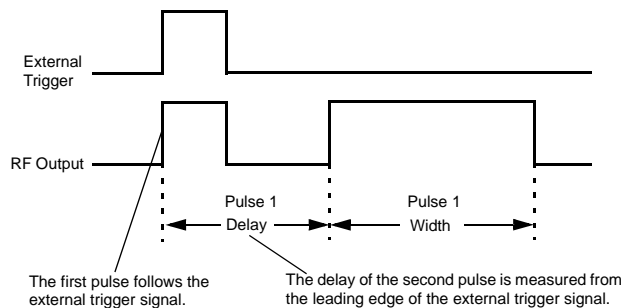 External
Trigger
RF Output
Pulse 1
Delay
Pulse 1
Width
The first pulse follows the
external trigger signal.
The delay of the second pulse is measured from
the leading edge of the external trigger signal.